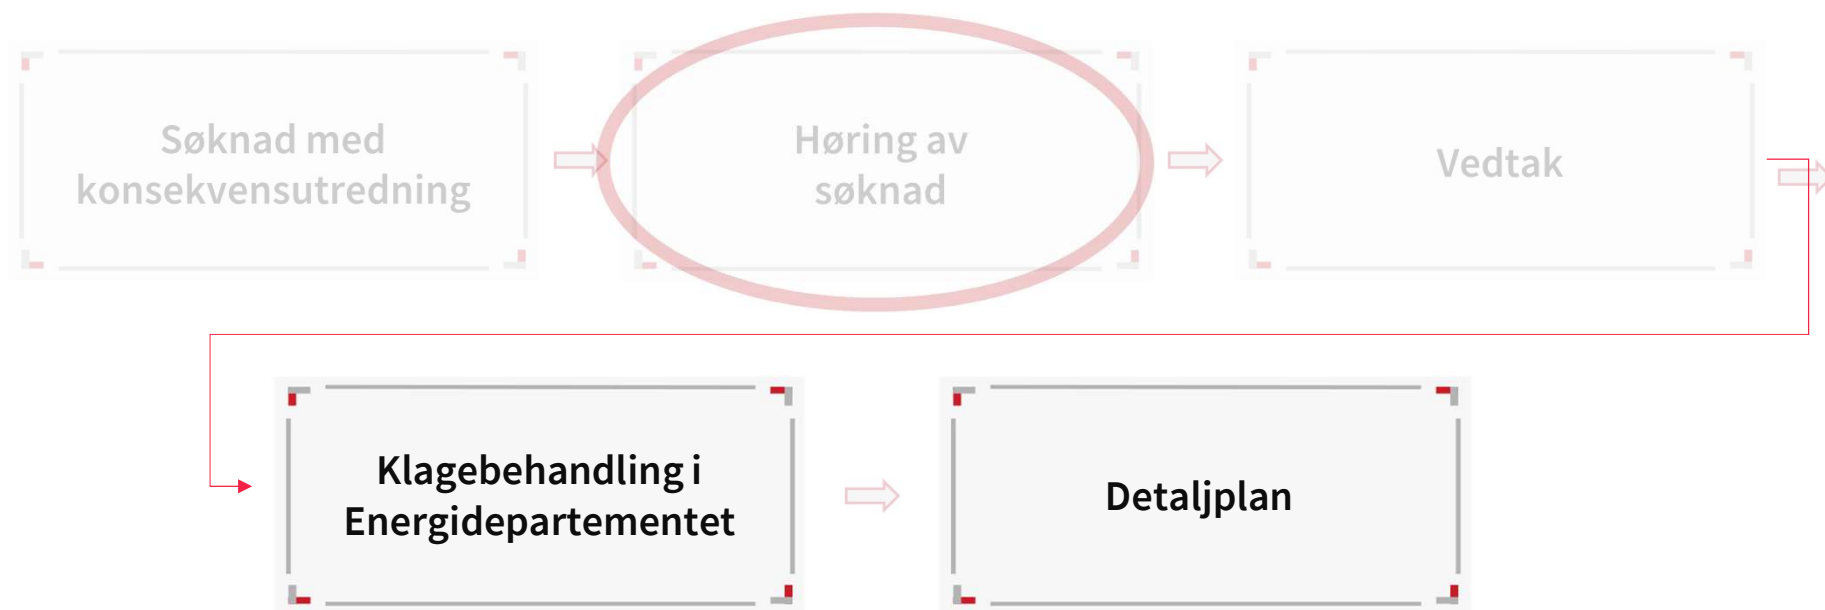 Søknad med
konsekvensutredning
Høring av
søknad
Vedtak
Klagebehandling i
Energidepartementet
Detaljplan